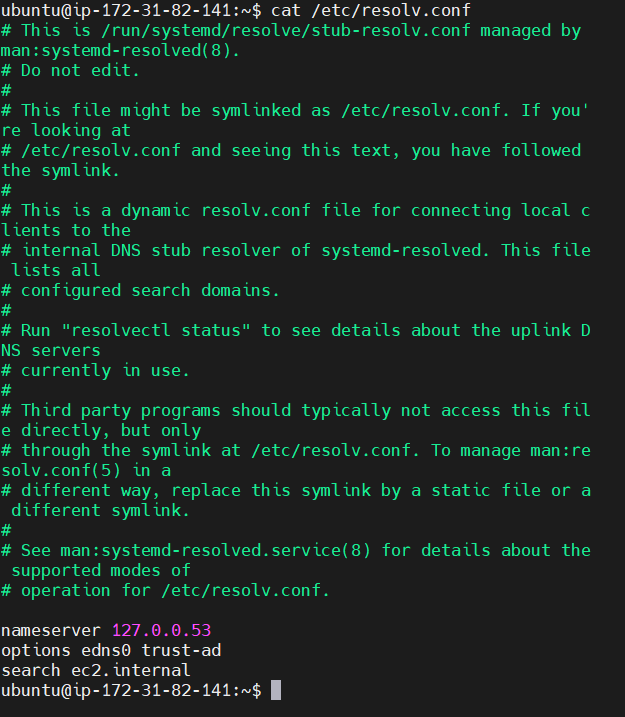 ubuntu@ip-172-31-82-141:~$ cat /etc/resolv.conf
# This is /run/systemd/resolve/stub-resolv.conf managed by
man:systemd-resolved(8).
# Do not edit.
#
# This file might be symlinked as /etc/resolv.conf. If you'
re looking at
# /etc/resolv.conf and seeing this text, you have followed
the symlink.
#
# This is a dynamic resolv.conf file for connecting local c
lients to the
# internal DNS stub resolver of systemd-resolved. This file
 lists all
# configured search domains.
#
# Run "resolvectl status" to see details about the uplink D
NS servers
# currently in use.
#
# Third party programs should typically not access this fil
e directly, but only
# through the symlink at /etc/resolv.conf. To manage man:re
solv.conf(5) in a
# different way, replace this symlink by a static file or a
 different symlink.
#
# See man:systemd-resolved.service(8) for details about the
 supported modes of
# operation for /etc/resolv.conf.

nameserver 127.0.0.53
options edns0 trust-ad
search ec2.internal
ubuntu@ip-172-31-82-141:~$